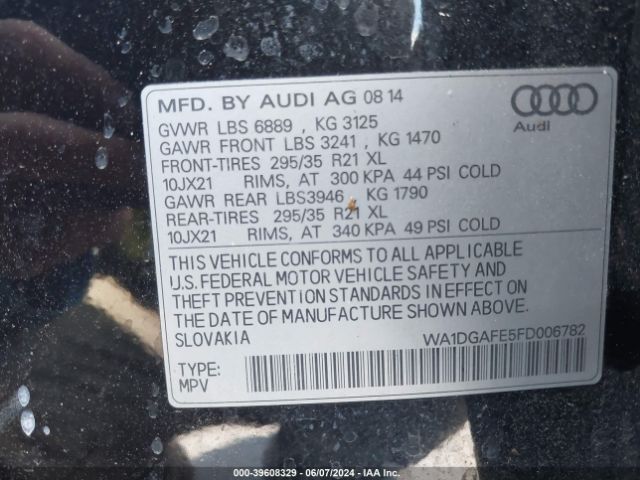 MFD. BY AUDI AG 08 14
Audi
GVWR LBS 6889 , KG 3125
GAWR FRONT LBS 3241 , KG 1470
FRONT-TIRES 295/35 R21 XL
10JX21 RIMS, AT 300 KPA 44 PSI COLD
GAWR REAR LBS3946 , KG 1790
REAR-TIRES 295/35 R21 XL
10JX21 RIMS, AT 340 KPA 49 PSI COLD
THIS VEHICLE CONFORMS TO ALL APPLICABLE
U.S. FEDERAL MOTOR VEHICLE SAFETY AND
THEFT PREVENTION STANDARDS IN EFFECT ON
THE DATE OF MANUFACTURE SHOWN ABOVE.
SLOVAKIA WA1DGAFE5FD006782
TYPE:
MPV
000-39608329 - 06/07/2024 - IAA Inc.